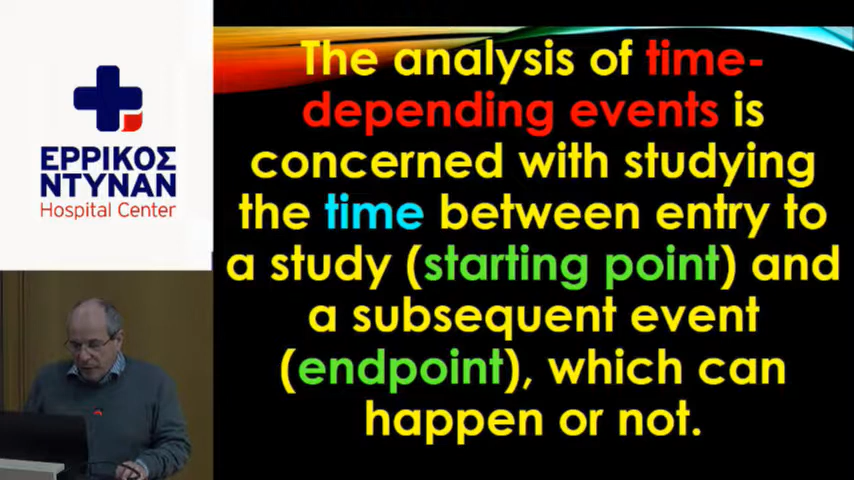 ΕΡΡΙΚΟΣ
ΝΤΥΝΑΝ
Hospital Center
The analysis of time-
depending events is
concerned with studying
the time between entry to
a study (starting point) and
a subsequent event
(endpoint), which can
happen or not.